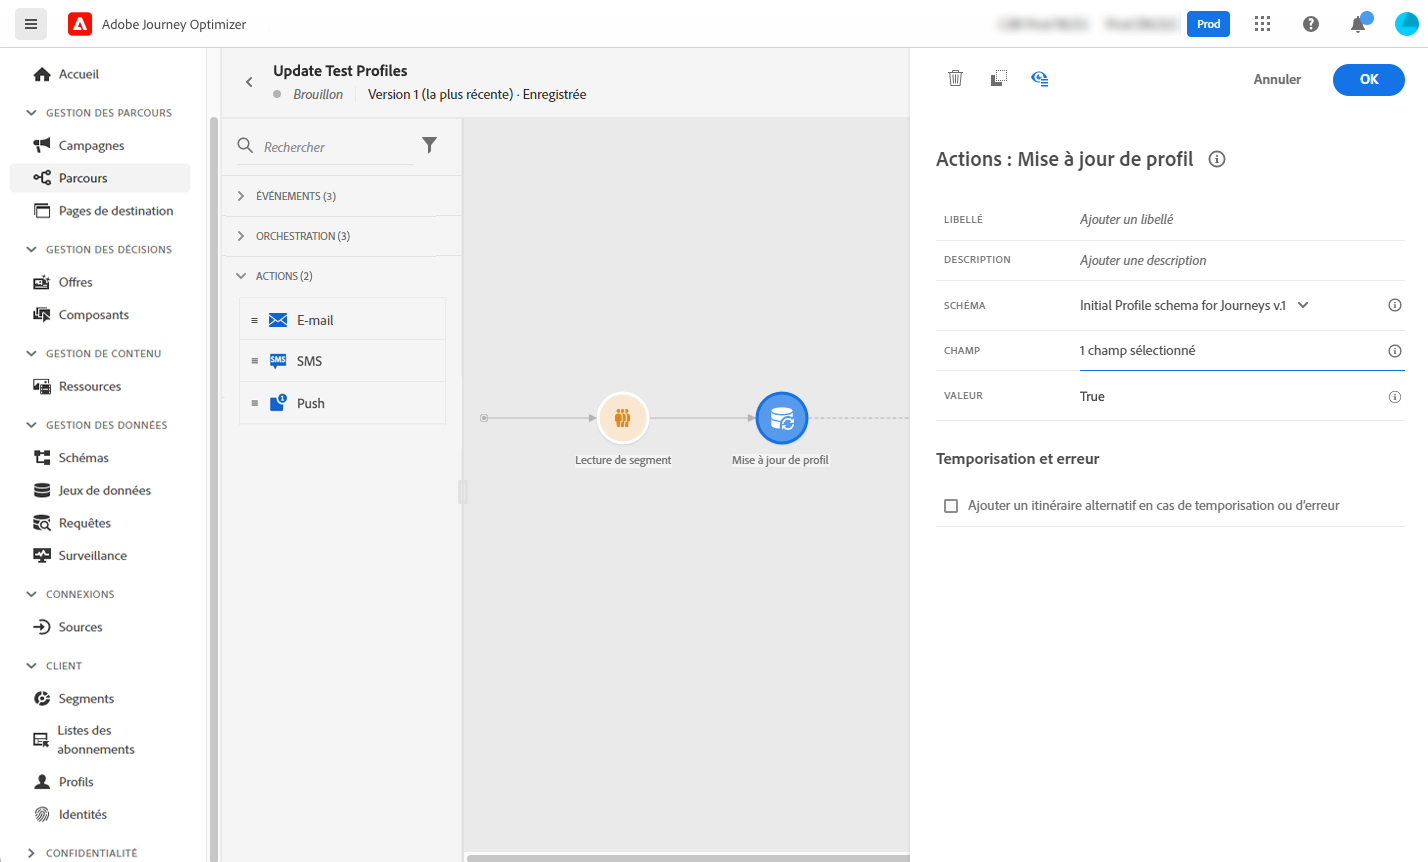 Adobe Journey Optimizer
Prod
Accueil
GESTION DES PARCOURS
Campagnes
Parcours
Pages de destination
GESTION DES DÉCISIONS
Offres
Composants
GESTION DE CONTENU
Ressources
GESTION DES DONNÉES
Schémas
Jeux de données
Requêtes
Surveillance
CONNEXIONS
Sources
CLIENT
Segments
Listes des
abonnements
Profils
Identités
CONFIDENTIALITÉ
Update Test Profiles
Brouillon Version 1 (la plus récente) · Enregistrée
Rechercher
ÉVÉNEMENTS (3)
ORCHESTRATION (3)
ACTIONS (2)
E-mail
SMS SMS
1 Push
Lecture de segment
Mise à jour de profil
Annuler OK
Actions : Mise à jour de profil
LIBELLÉ Ajouter un libellé
DESCRIPTION Ajouter une description
SCHÉMA Initial Profile schema for Journeys v.1
CHAMP 1 champ sélectionné
VALEUR True
Temporisation et erreur
Ajouter un itinéraire alternatif en cas de temporisation ou d'erreur